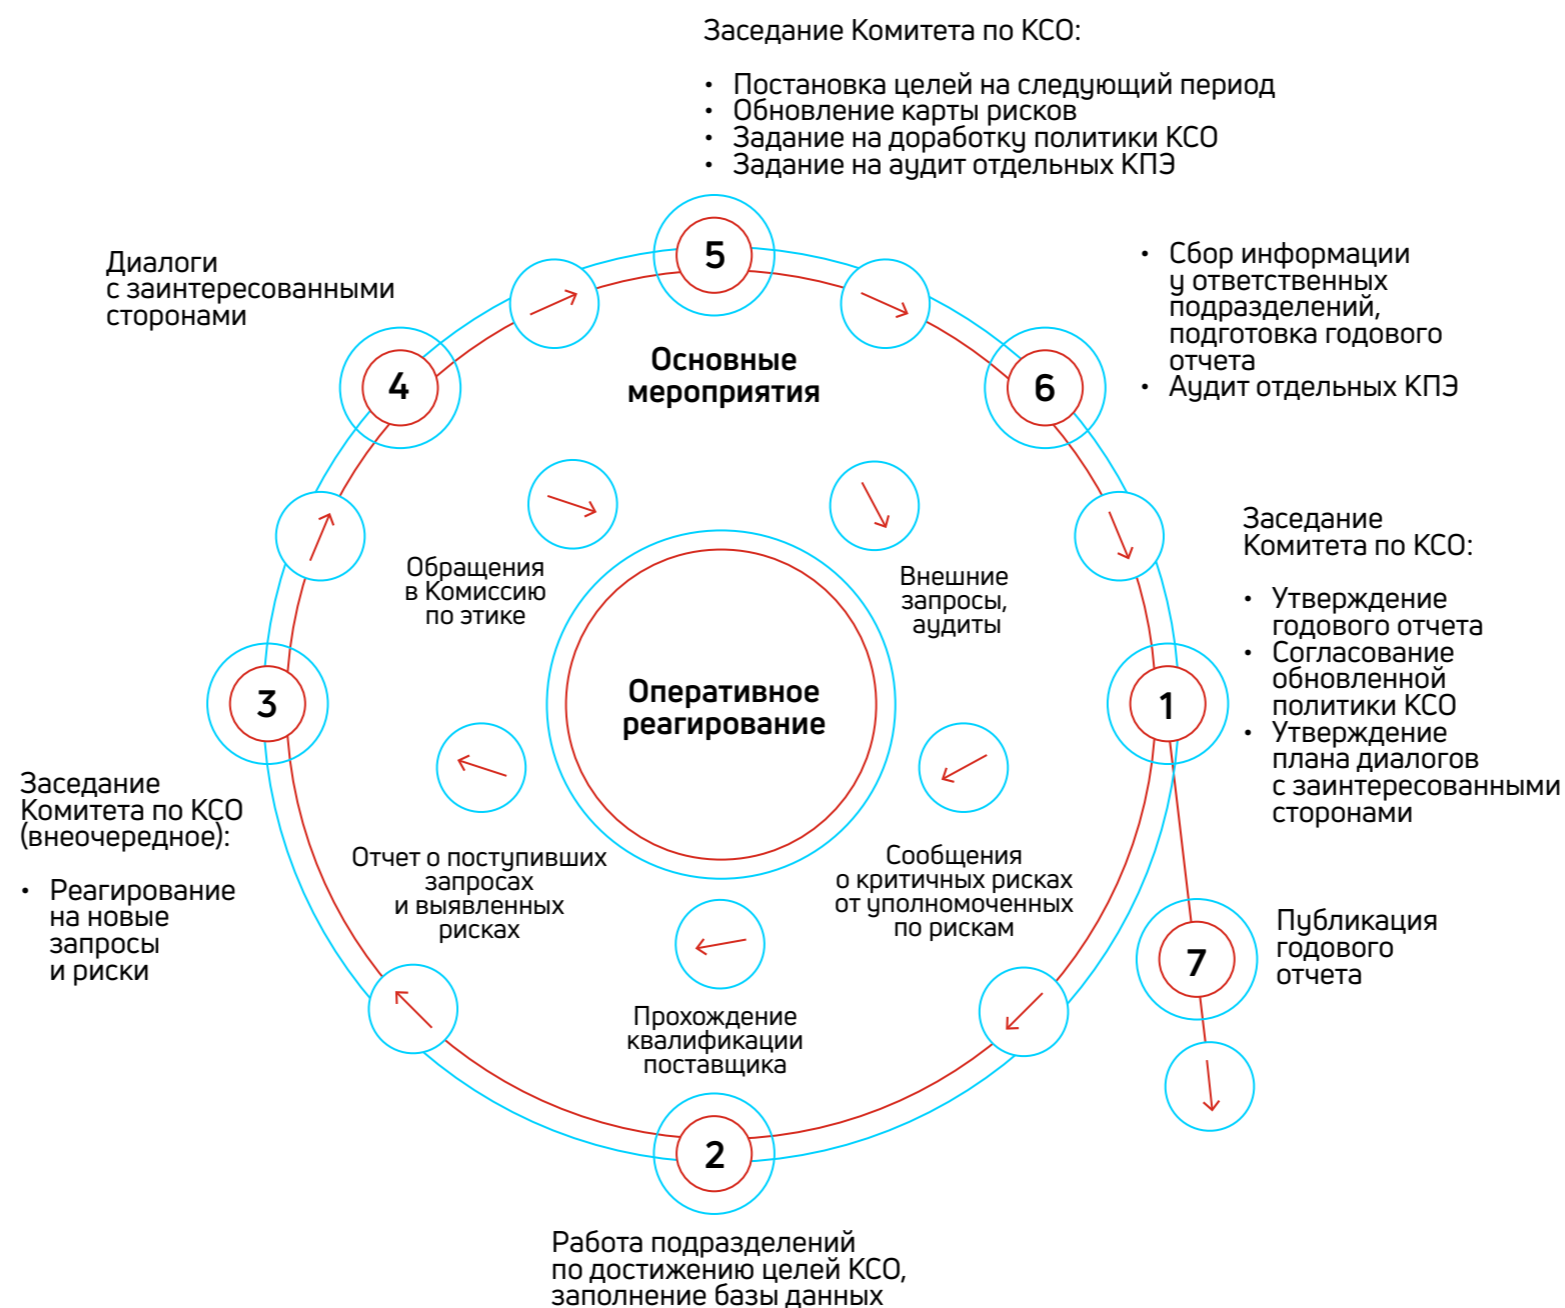 Заседание Комитета по КСО:
• Постановка целей на следующий период
• Обновление карты рисков
• Задание на доработку политики КСО
• Задание на аудит отдельных КПЭ
5
Диалоги
с заинтересованными
сторонами
4
Основные
мероприятия
6
• Сбор информации
у ответственных
подразделений,
подготовка годового
отчета
• Аудит отдельных КПЭ
Обращения
в Комиссию
по этике
Внешние
запросы,
аудиты
Заседание
Комитета по КСО:
• Утверждение
годового отчета
• Согласование
обновленной
политики КСО
• Утверждение
плана диалогов
с заинтересованными
сторонами
3
Оперативное
реагирование
1
Заседание
Комитета по КСО
(внеочередное):
• Реагирование
на новые
запросы
и риски
Отчет о поступивших
запросах
и выявленных
рисках
Сообщения
о критичных рисках
от уполномоченных
по рискам
7
Публикация
годового
отчета
Прохождение
квалификации
поставщика
2
Работа подразделений
по достижению целей КСО,
заполнение базы данных